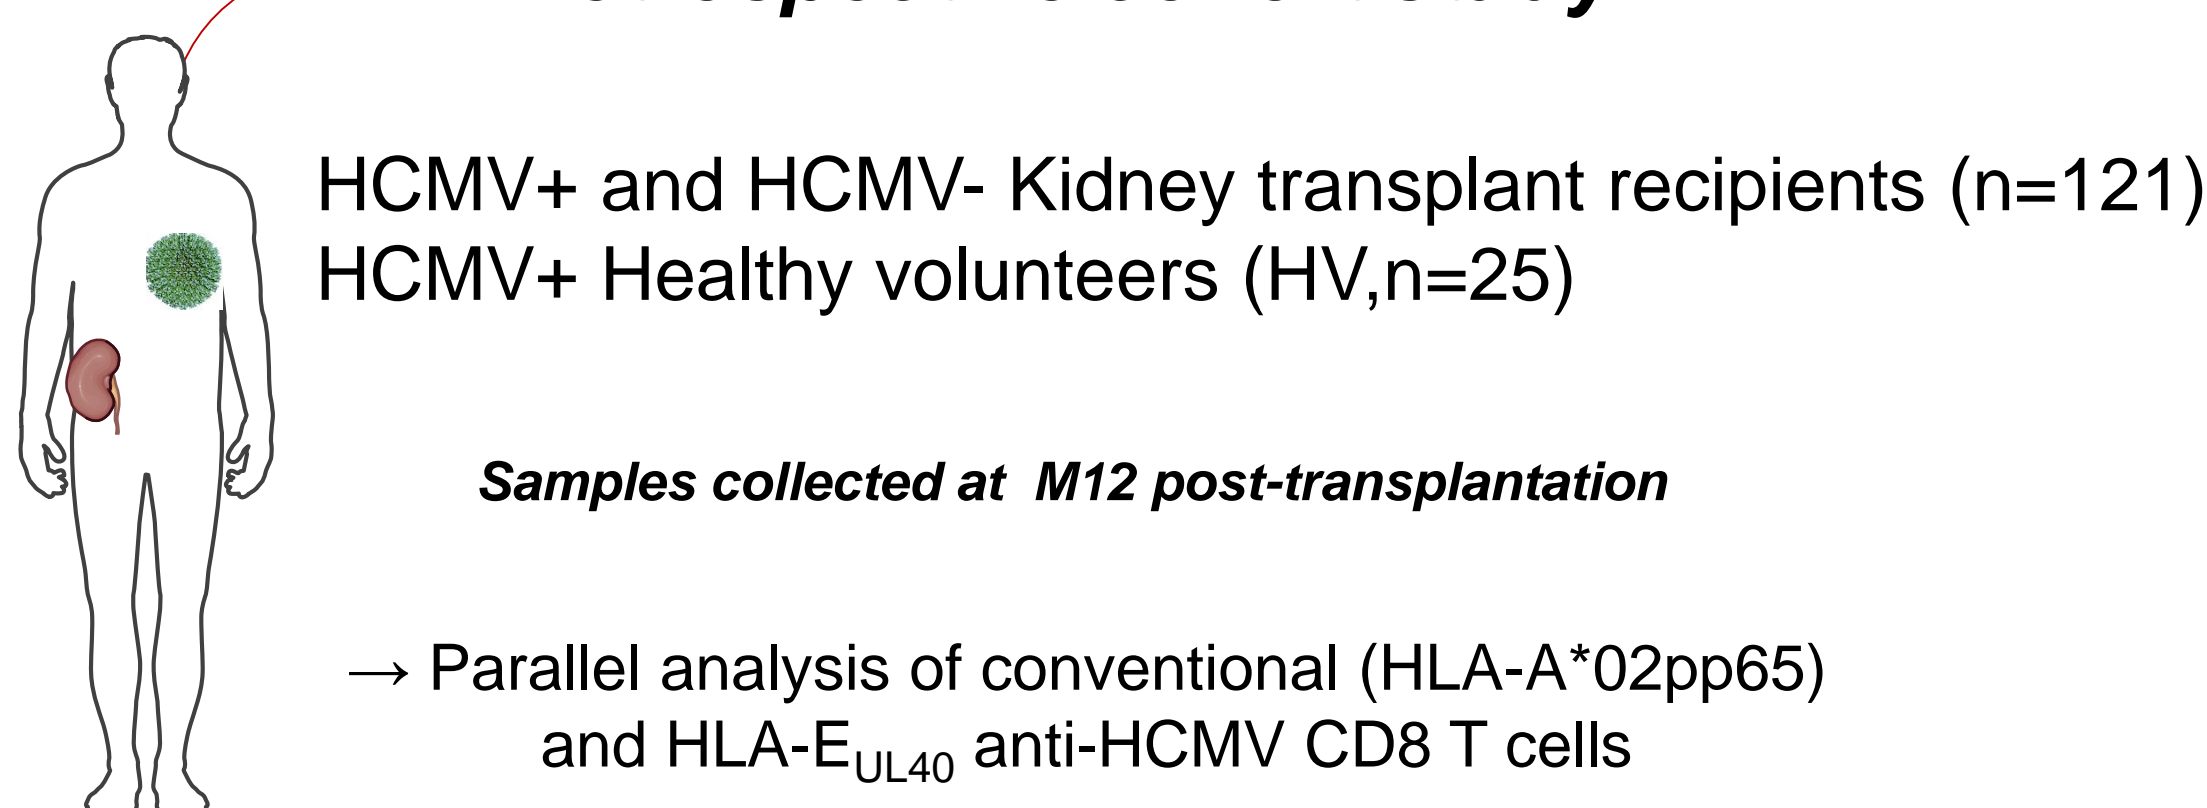 HCMV+ and HCMV- Kidney transplant recipients (n=121)
HCMV+ Healthy volunteers (HV,n=25)
Samples collected at M12 post-transplantation
→ Parallel analysis of conventional (HLA-A*02pp65)
and HLA-E_UL40 anti-HCMV CD8 T cells